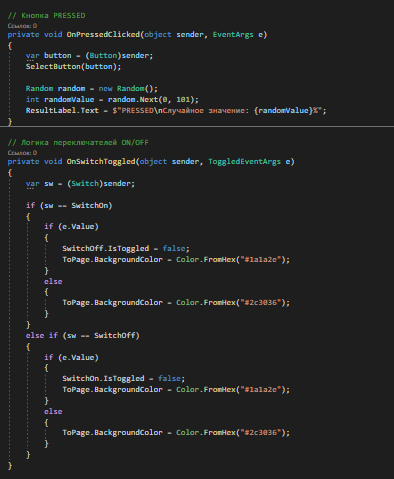 // Кнопка PRESSED
Ссылок: 0
private void OnPressedClicked(object sender, EventArgs e)
{
var button = (Button)sender;
SelectButton(button);
Random random = new Random();
int randomValue = random.Next(0, 101);
ResultLabel.Text = $"PRESSED\nСлучайное значение: {randomValue}%";
}
// Логика переключателей ON/OFF
Ссылок: 0
private void OnSwitchToggled(object sender, ToggledEventArgs e)
{
var sw = (Switch)sender;
if (sw == SwitchOn)
{
if (e.Value)
{
SwitchOff.IsToggled = false;
ToPage.BackgroundColor = Color.FromHex("#1a1a2e");
}
else
{
ToPage.BackgroundColor = Color.FromHex("#2c3036");
}
}
else if (sw == SwitchOff)
{
if (e.Value)
{
SwitchOn.IsToggled = false;
ToPage.BackgroundColor = Color.FromHex("#1a1a2e");
}
else
{
ToPage.BackgroundColor = Color.FromHex("#2c3036");
}
}
}